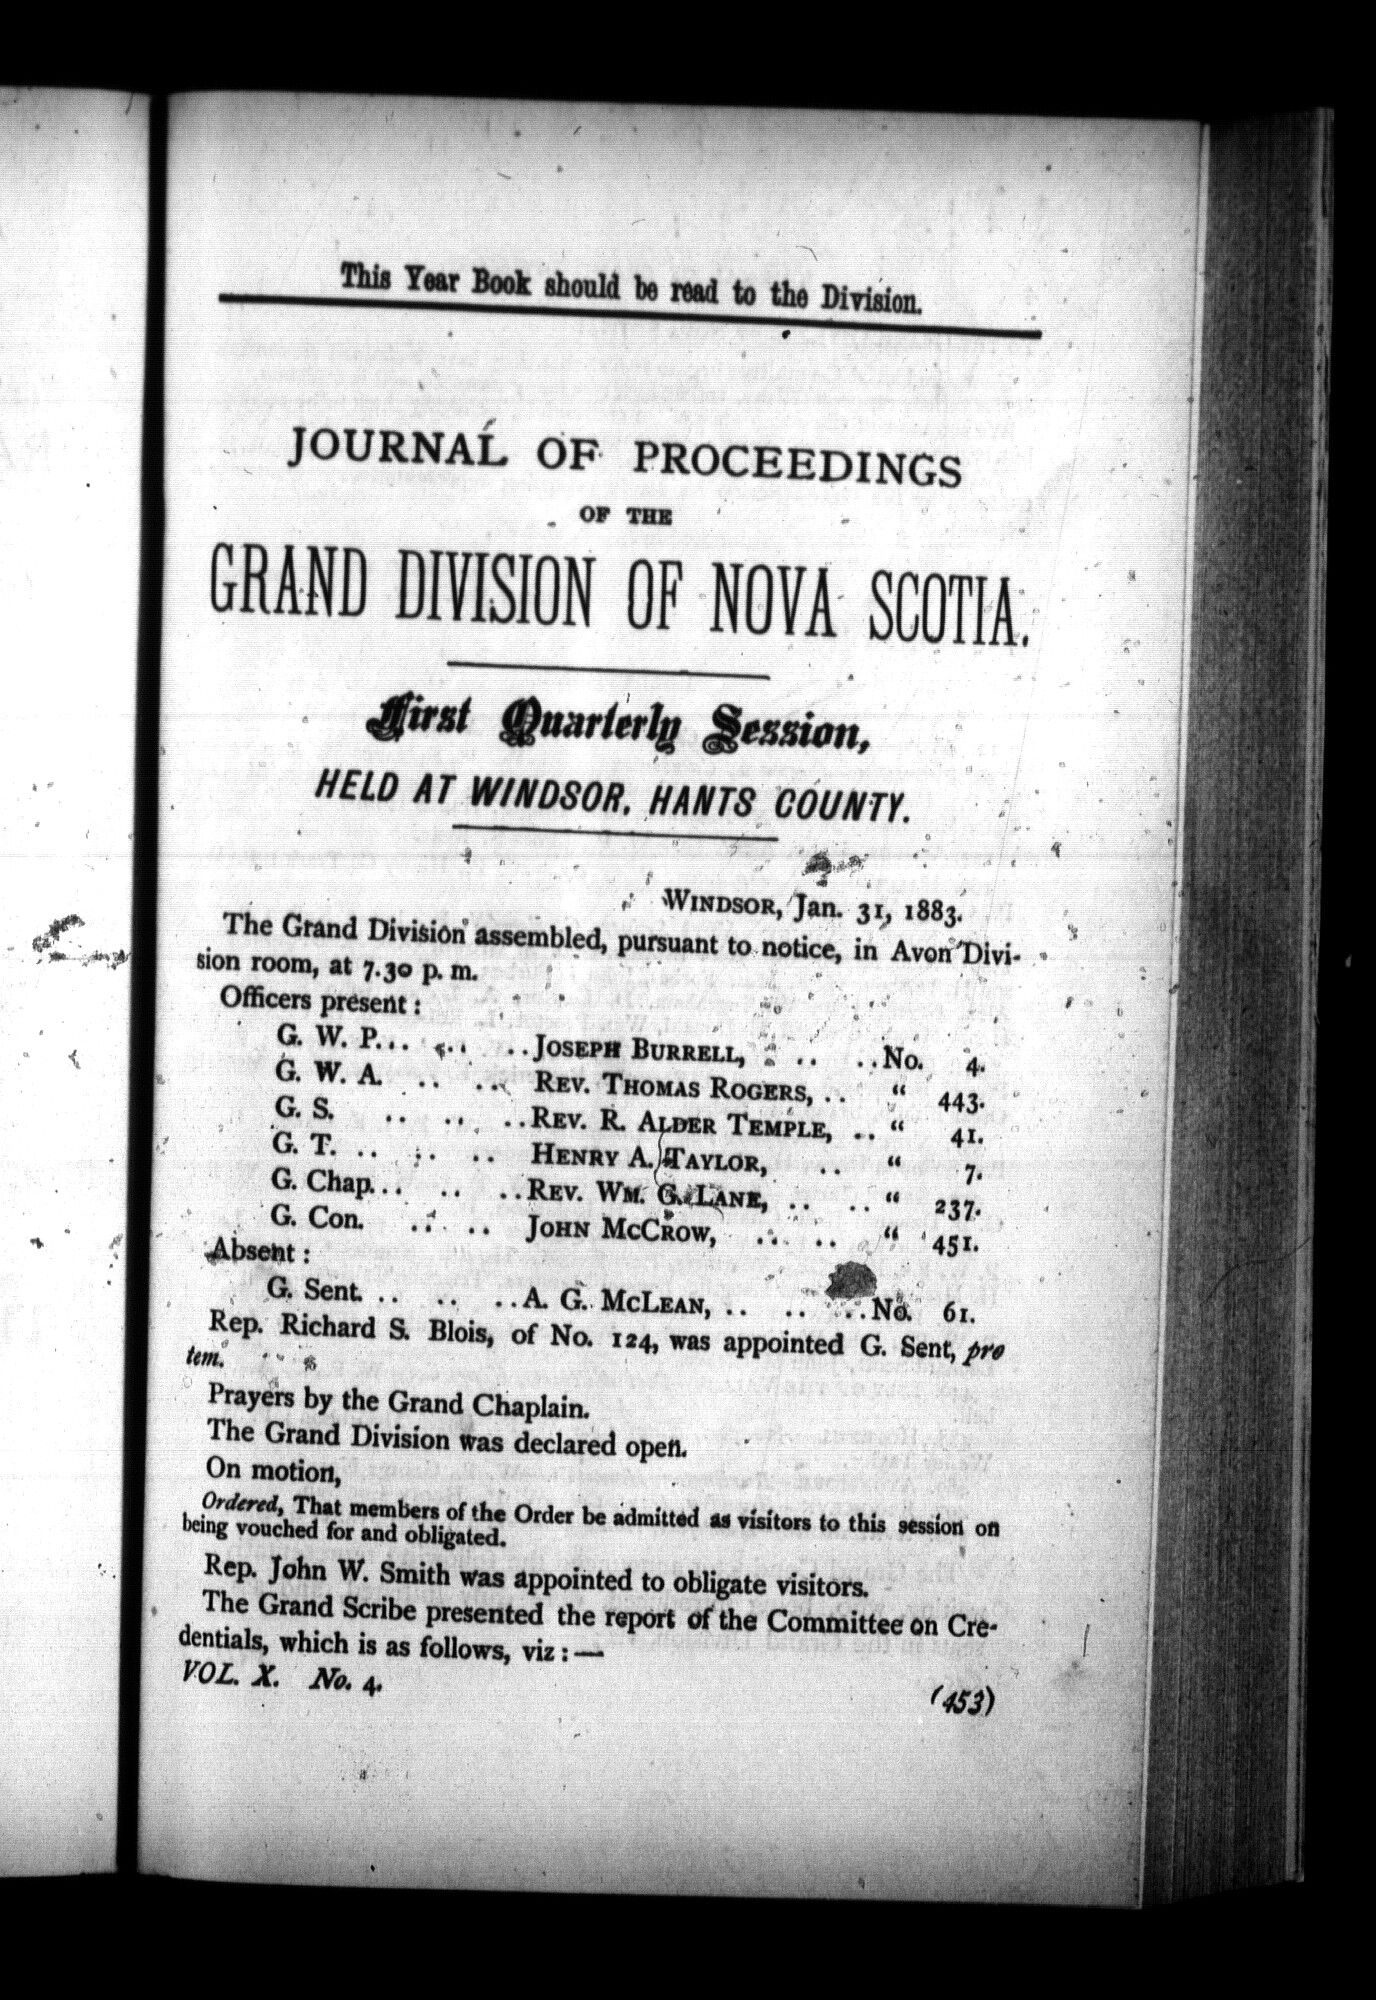 This Year Book should be read to the Division.
JOURNAL OF PROCEEDINGS
OF THE
GRAND DIVISION OF NOVA SCOTIA.
First Quarterly Session,
HELD AT WINDSOR, HANTS COUNTY.
WINDSOR, Jan. 31, 1883.
The Grand Division assembled, pursuant to notice, in Avon Divi-
sion room, at 7.30 p. m.
Officers present :
G. W. P. .. .. .. JOSEPH BURRELL, .. .. .. No. 4.
G. W. A. .. .. REV. THOMAS ROGERS, .. “ 443.
G. S. .. .. .. REV. R. ALDER TEMPLE, .. “ 41.
G. T. .. .. .. HENRY A. TAYLOR, .. .. “ 7.
G. Chap. .. .. .. REV. WM. G. LANE, .. .. “ 237.
G. Con. .. .. JOHN MCCROW, .. .. “ 451.
Absent :
G. Sent. .. .. .. A. G. MCLEAN, .. .. .. No. 61.
Rep. Richard S. Blois, of No. 124, was appointed G. Sent, pro
tem.
Prayers by the Grand Chaplain.
The Grand Division was declared open.
On motion,
Ordered, That members of the Order be admitted as visitors to this session on
being vouched for and obligated.
Rep. John W. Smith was appointed to obligate visitors.
The Grand Scribe presented the report of the Committee on Cre-
dentials, which is as follows, viz :—
VOL. X. No. 4.
(453)